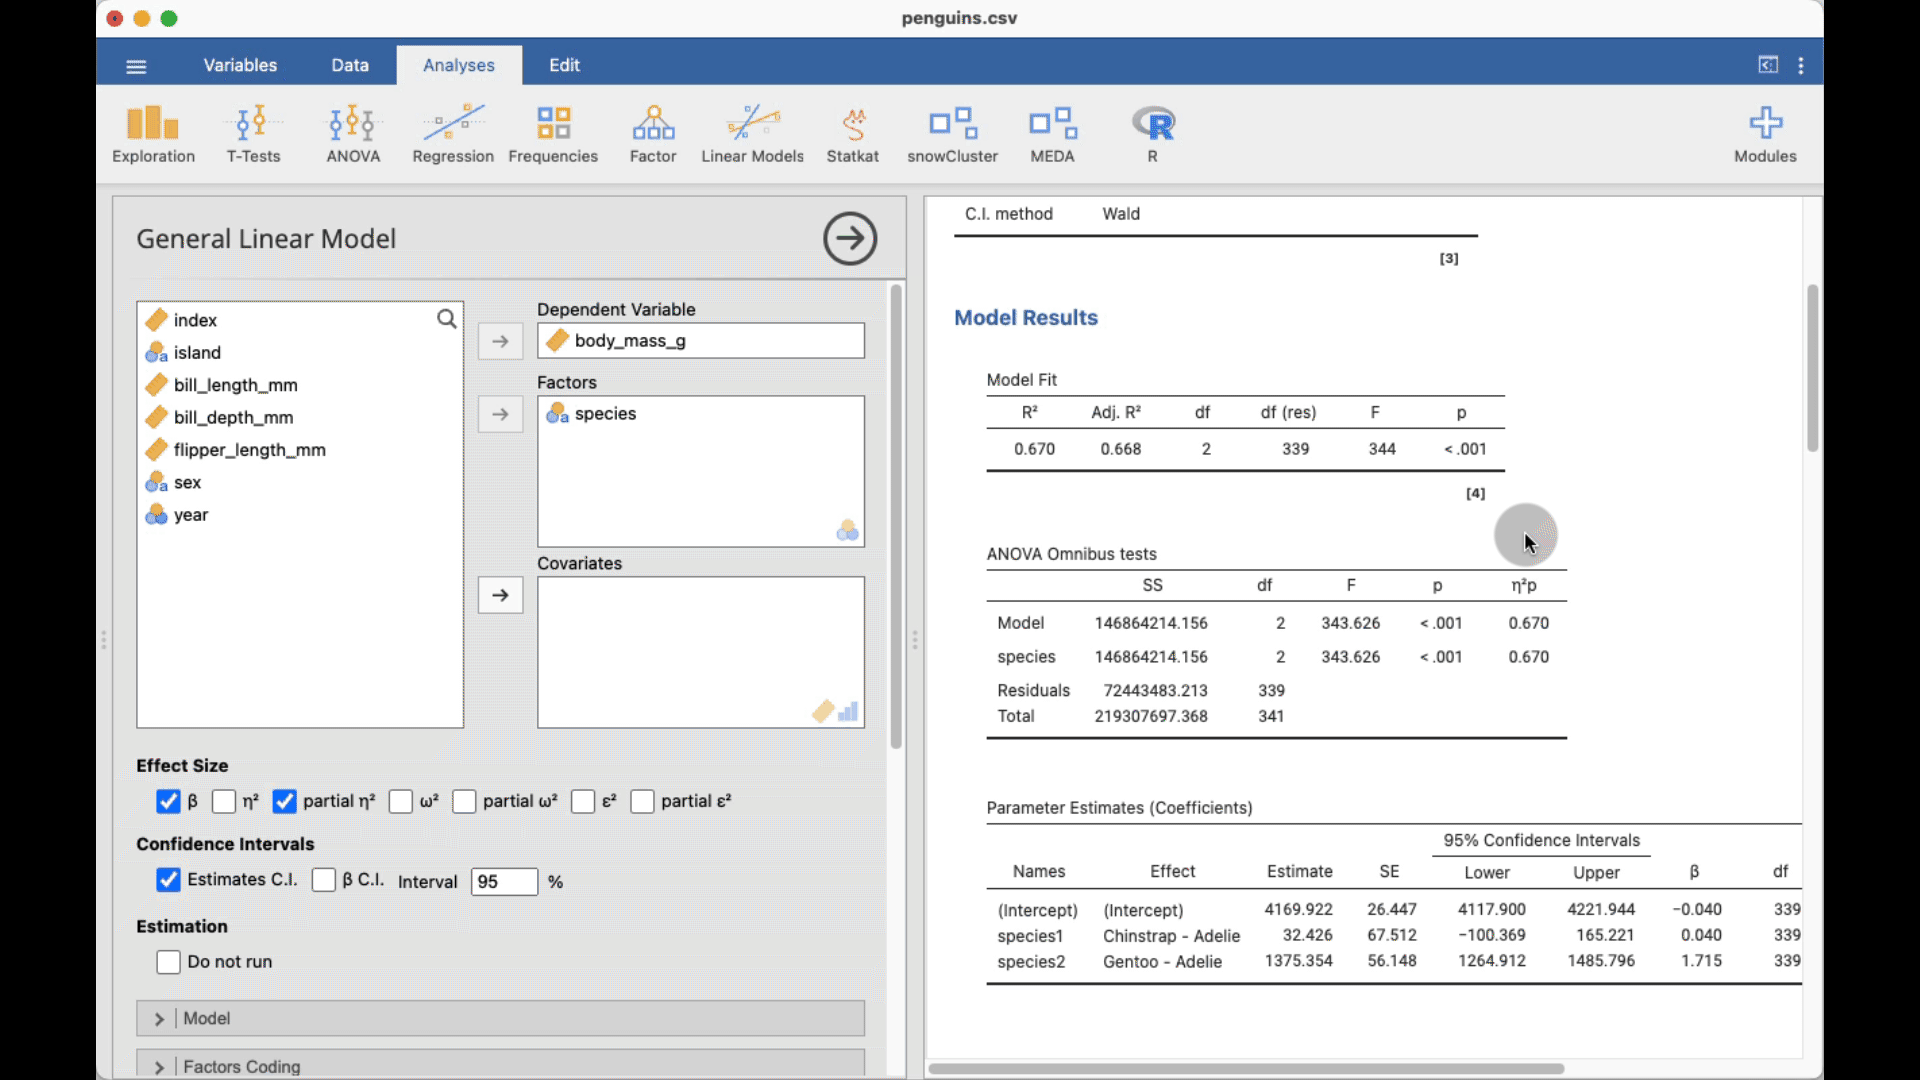 penguins.csv
Variables Data Analyses Edit
Exploration T-Tests ANOVA Regression Frequencies Factor Linear Models Statkat snowCluster MEDA R Modules
General Linear Model
index
island
bill_length_mm
bill_depth_mm
flipper_length_mm
sex
year
Dependent Variable
body_mass_g
Factors
species
Covariates
Effect Size
β η² partial η² ω² partial ω² ε² partial ε²
Confidence Intervals
Estimates C.I. β C.I. Interval 95 %
Estimation
Do not run
Model
Factors Coding
C.I. method Wald
[3]
Model Results
Model Fit
R² Adj. R² df df (res) F p
0.670 0.668 2 339 344 < .001
[4]
ANOVA Omnibus tests
SS df F p η²p
Model 146864214.156 2 343.626 < .001 0.670
species 146864214.156 2 343.626 < .001 0.670
Residuals 72443483.213 339
Total 219307697.368 341
Parameter Estimates (Coefficients)
95% Confidence Intervals
Names Effect Estimate SE Lower Upper β df
(Intercept) (Intercept) 4169.922 26.447 4117.900 4221.944 −0.040 339
species1 Chinstrap - Adelie 32.426 67.512 −100.369 165.221 0.040 339
species2 Gentoo - Adelie 1375.354 56.148 1264.912 1485.796 1.715 339